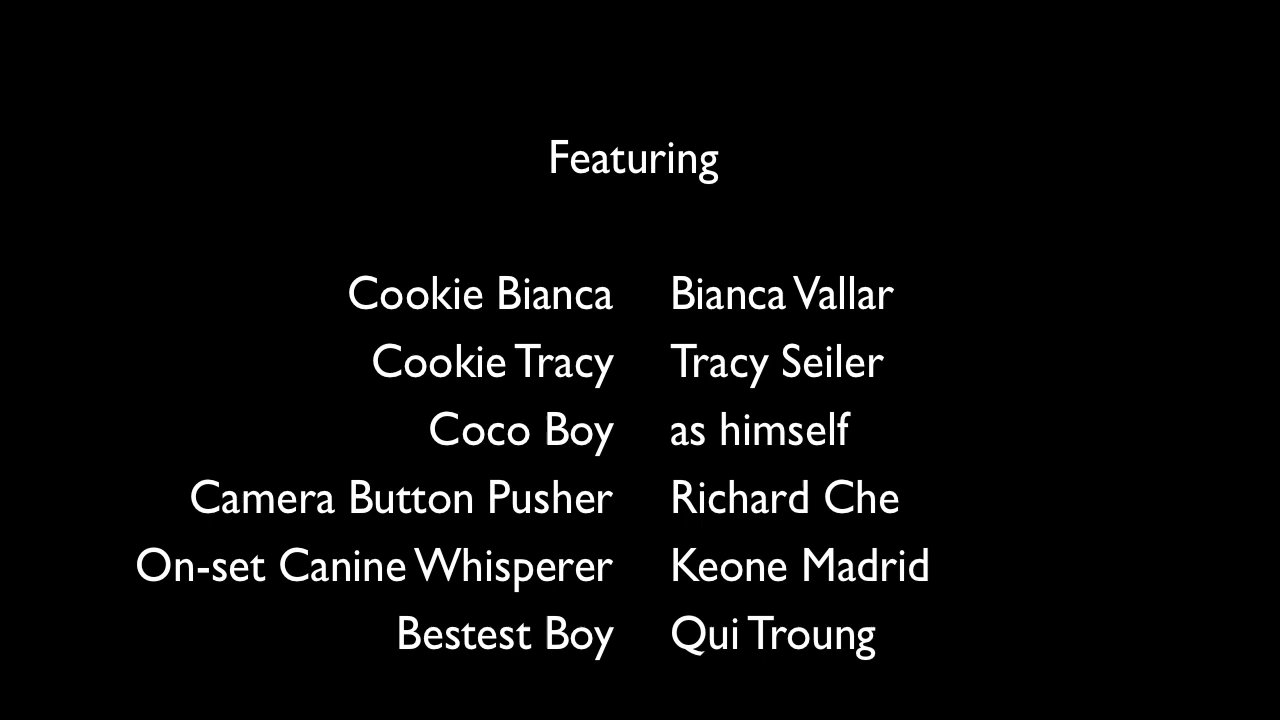 Featuring
Cookie Bianca Bianca Vallar
Cookie Tracy Tracy Seiler
Coco Boy as himself
Camera Button Pusher Richard Che
On-set Canine Whisperer Keone Madrid
Bestest Boy Qui Troung